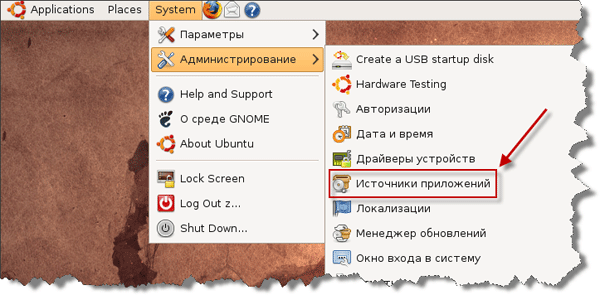 Applications Places System
Параметры
Администрирование
Help and Support
О среде GNOME
About Ubuntu
Lock Screen
Log Out z...
Shut Down...
Create a USB startup disk
Hardware Testing
Авторизации
Дата и время
Драйверы устройств
Источники приложений
Локализации
Менеджер обновлений
Окно входа в систему